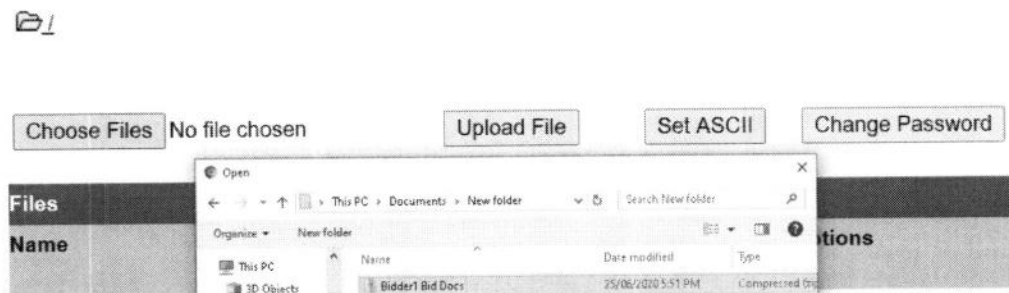 /
Choose Files No file chosen Upload File Set ASCII Change Password
Open
Files
This PC > Documents > New folder Search New folder
Name
Organize New folder
Name Date modified Type
This PC
3D Objects
Bidder1 Bid Docs 25/06/2020 5:51 PM Compressed (zip
tions